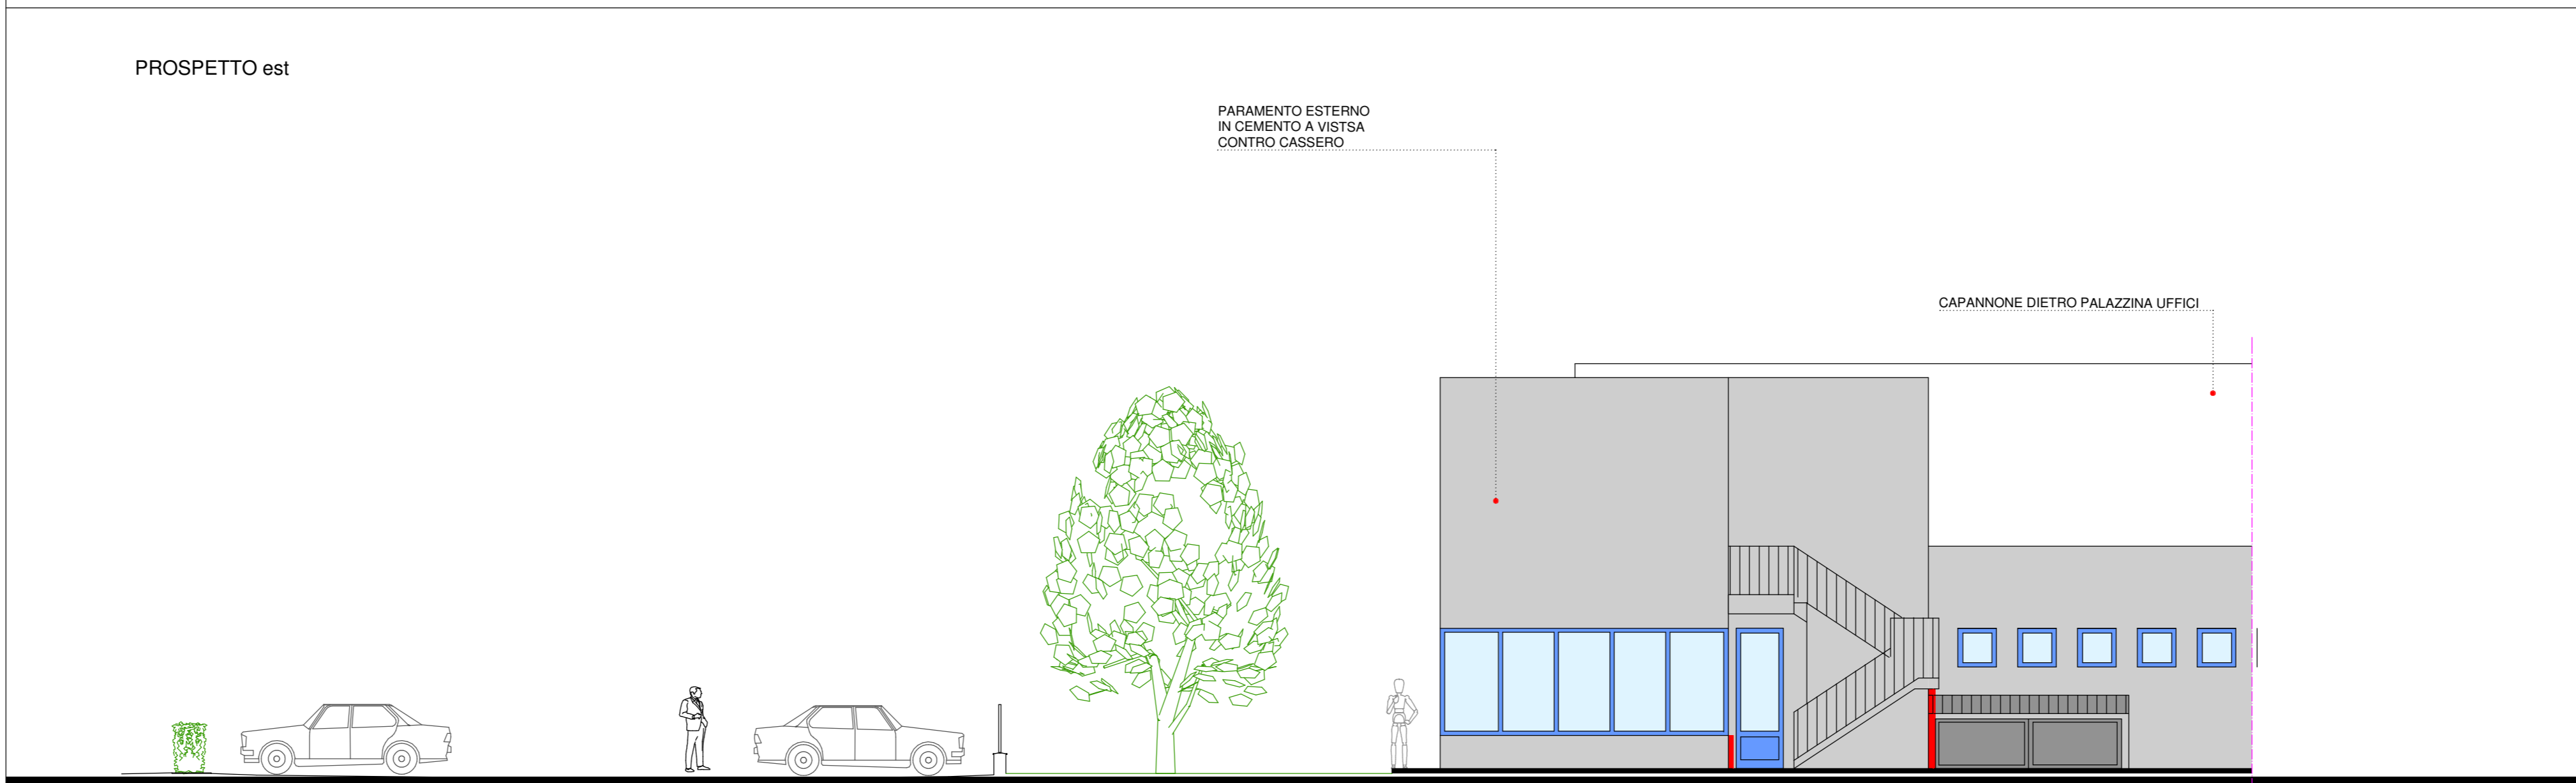 PROSPETTO est
PARAMENTO ESTERNO
IN CEMENTO A VISTSA
CONTRO CASSERO
CAPANNONE DIETRO PALAZZINA UFFICI